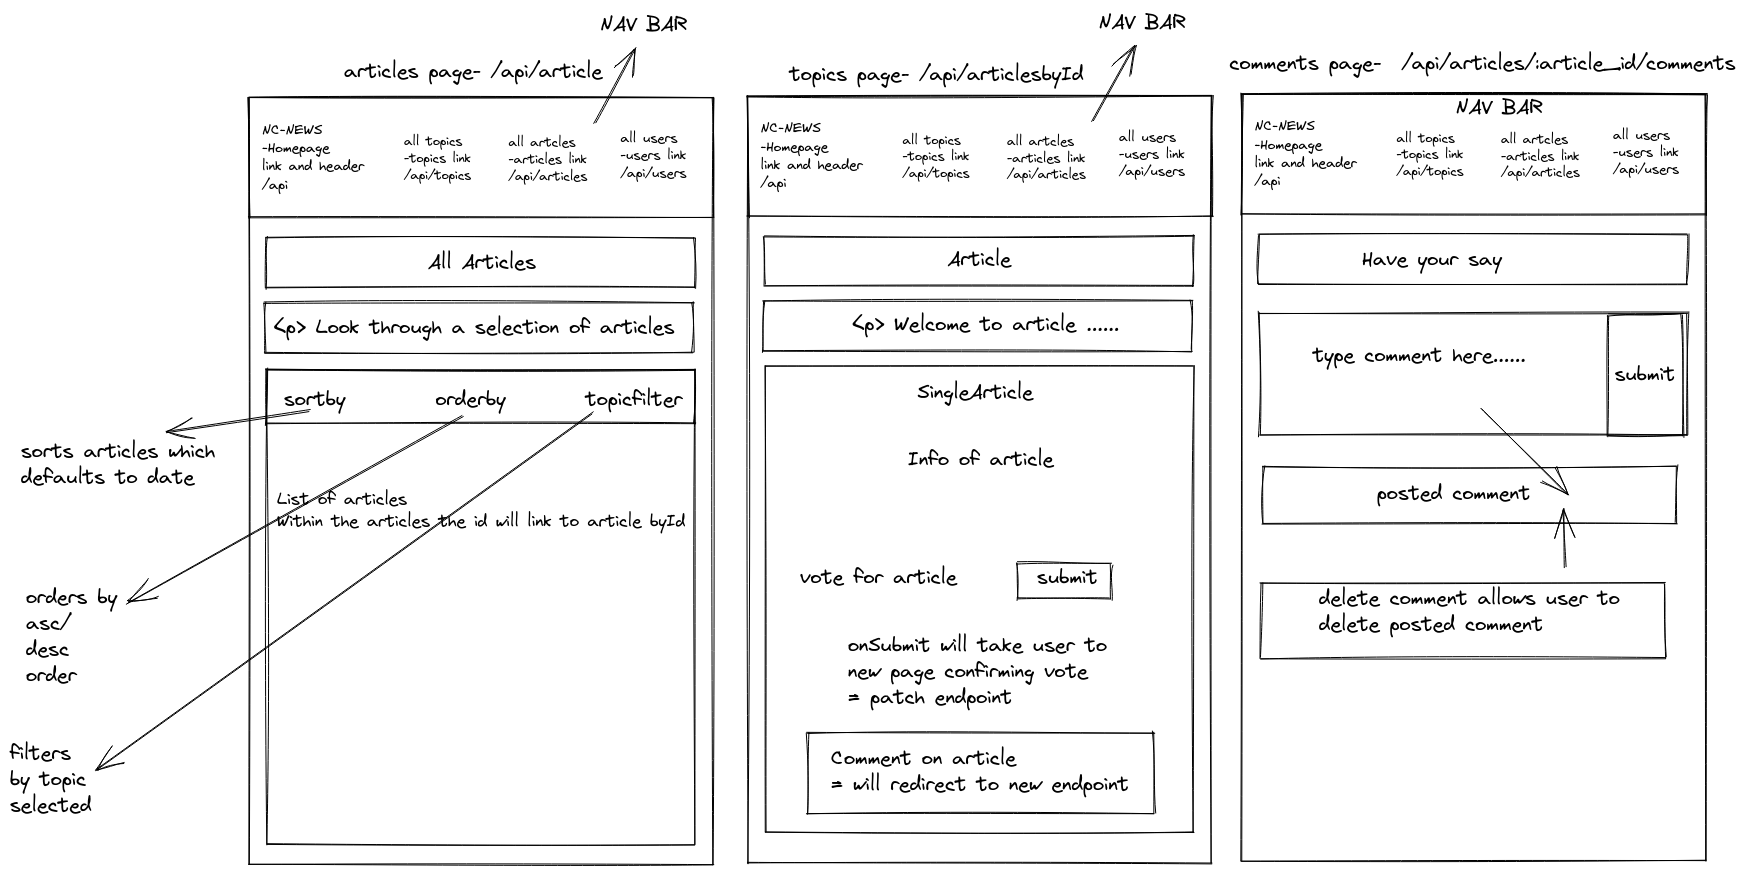 NAV BAR
articles page- /api/article
NC-NEWS
-Homepage
link and header
/api
all topics
-topics link
/api/topics
all artcles
-articles link
/api/articles
all users
-users link
/api/users
All Articles
<p> Look through a selection of articles
sortby
orderby
topicfilter
sorts articles which
defaults to date
List of articles
Within the articles the id will link to article byId
orders by
asc/
desc
order
filters
by topic
selected
NAV BAR
topics page- /api/articlesbyId
NC-NEWS
-Homepage
link and header
/api
all topics
-topics link
/api/topics
all artcles
-articles link
/api/articles
all users
-users link
/api/users
Article
<p> Welcome to article ......
SingleArticle
Info of article
vote for article
submit
onSubmit will take user to
new page confirming vote
= patch endpoint
Comment on article
= will redirect to new endpoint
comments page- /api/articles/:article_id/comments
NAV BAR
NC-NEWS
-Homepage
link and header
/api
all topics
-topics link
/api/topics
all artcles
-articles link
/api/articles
all users
-users link
/api/users
Have your say
type comment here......
submit
posted comment
delete comment allows user to
delete posted comment